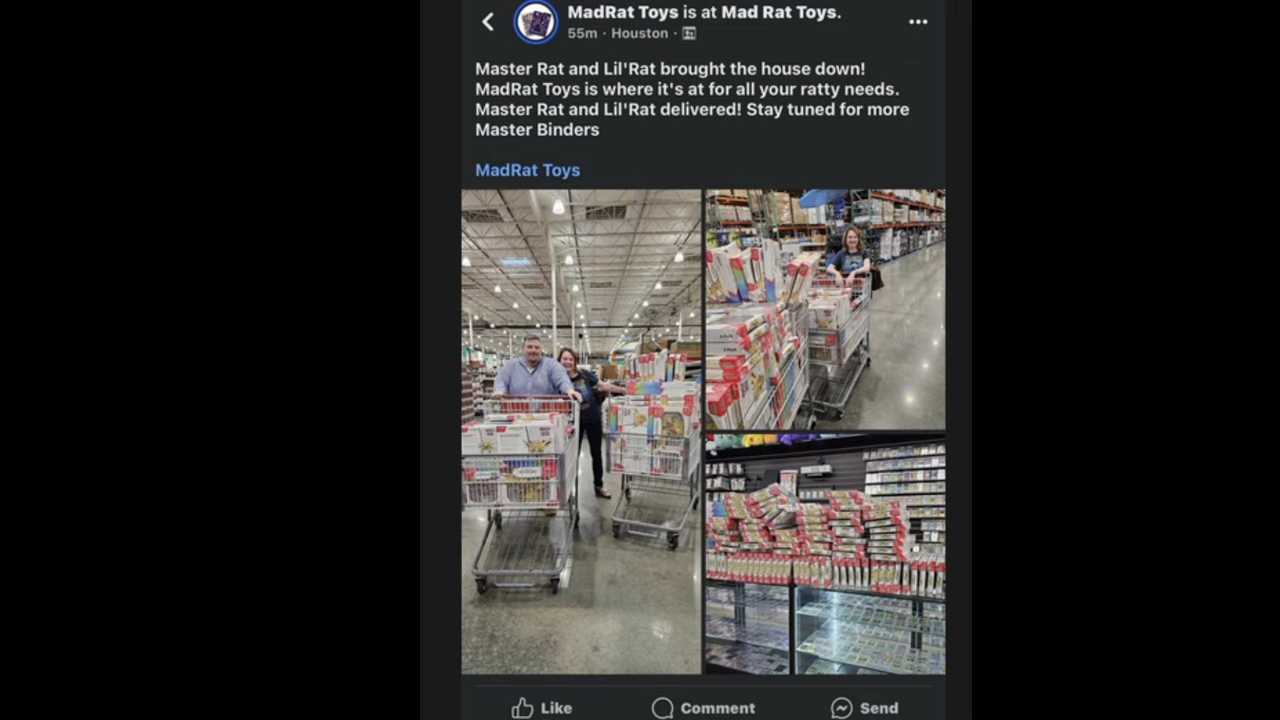 MadRat Toys is at Mad Rat Toys.
55m · Houston ·
Master Rat and Lil'Rat brought the house down!
MadRat Toys is where it's at for all your ratty needs.
Master Rat and Lil'Rat delivered! Stay tuned for more
Master Binders
MadRat Toys
Like
Comment
Send